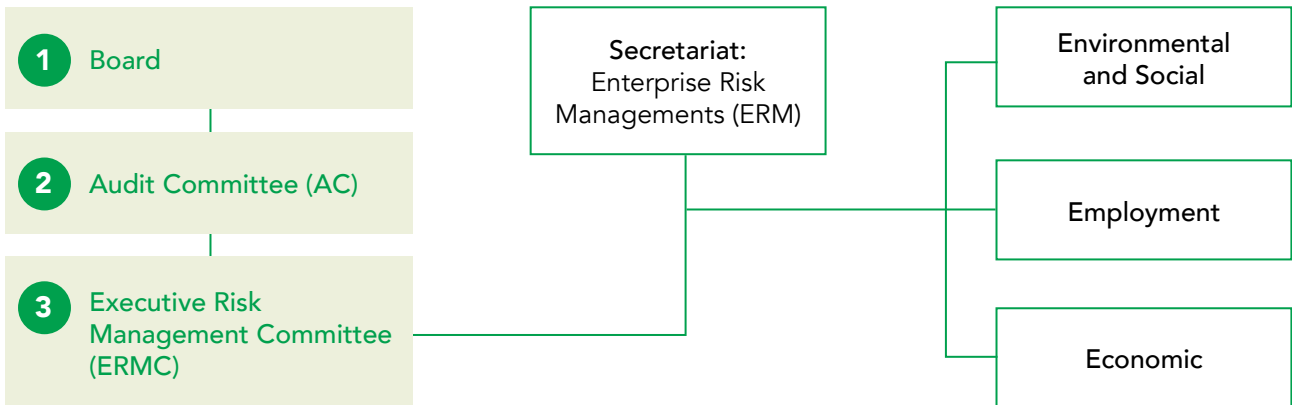 1 Board
2 Audit Committee (AC)
3 Executive Risk
Management Committee
(ERMC)
Secretariat:
Enterprise Risk
Managements (ERM)
Environmental
and Social
Employment
Economic